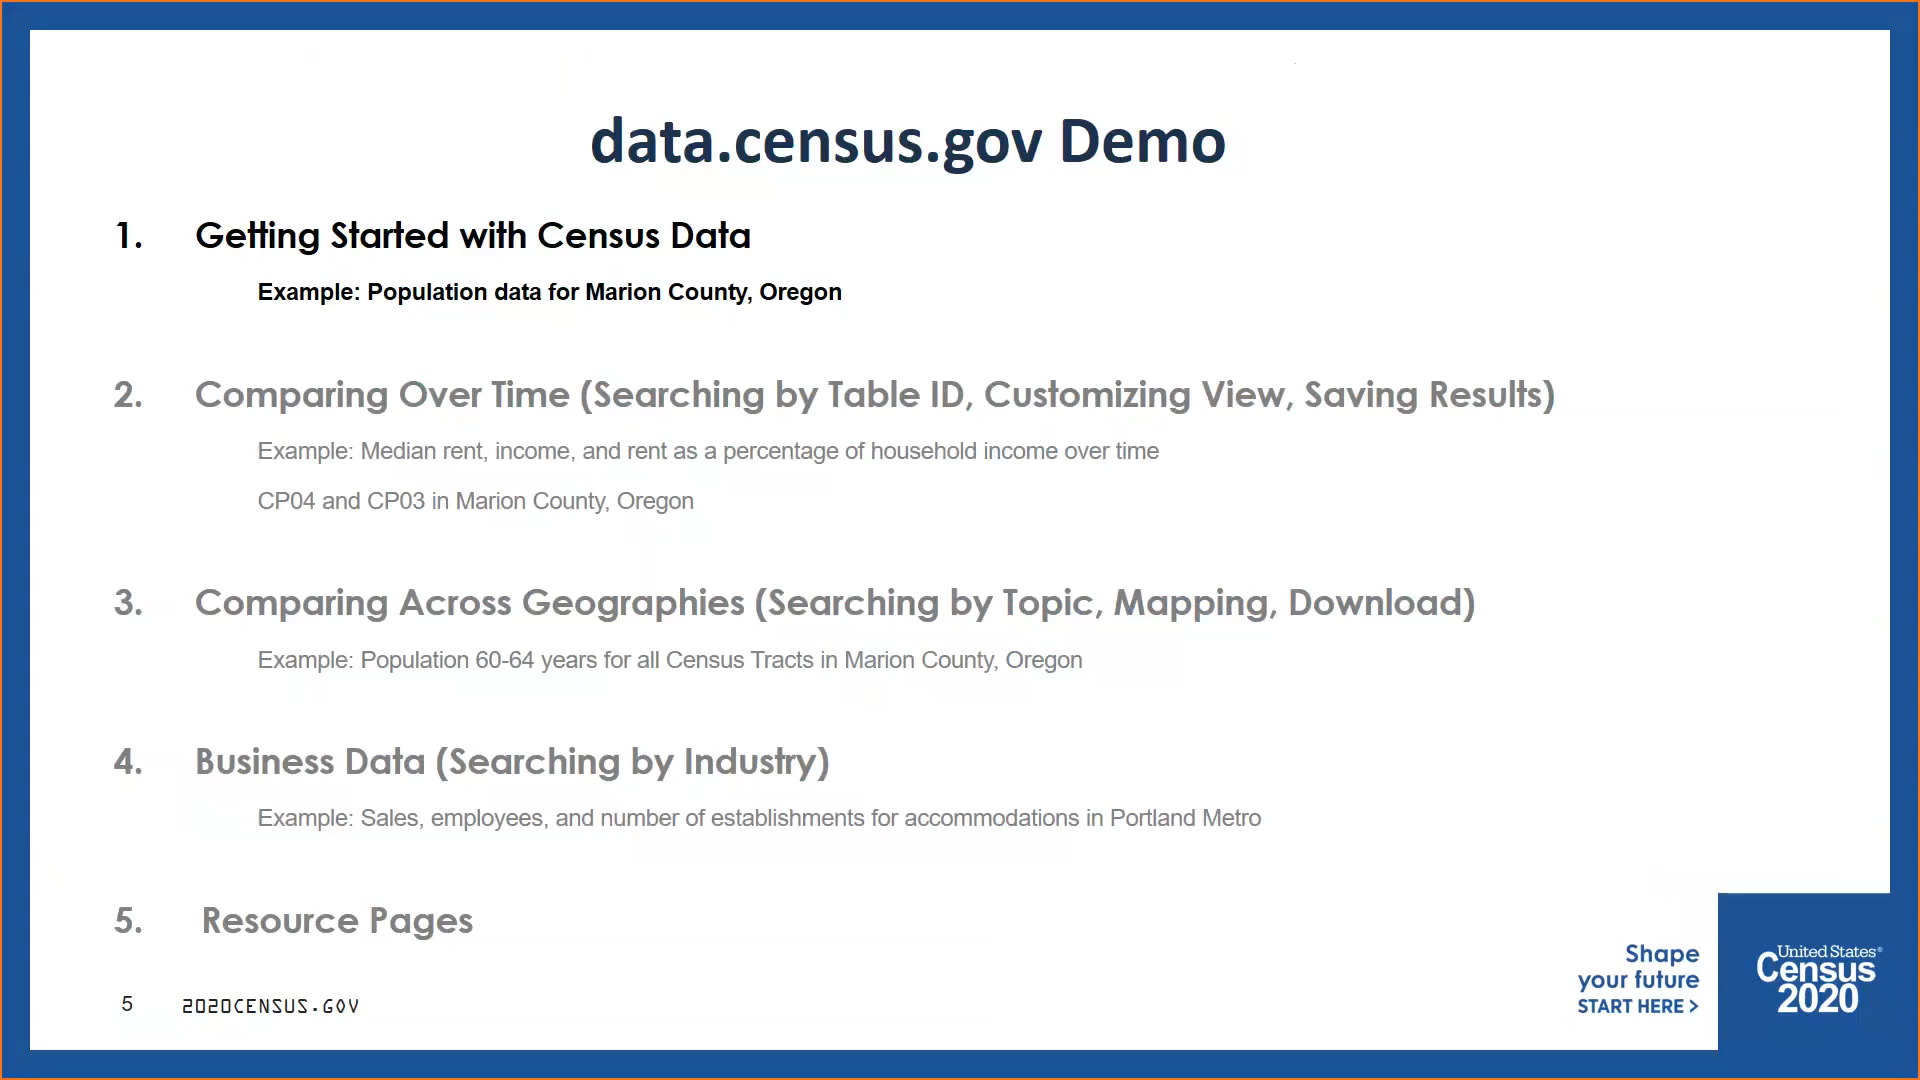 data.census.gov Demo
1. Getting Started with Census Data
Example: Population data for Marion County, Oregon
2. Comparing Over Time (Searching by Table ID, Customizing View, Saving Results)
Example: Median rent, income, and rent as a percentage of household income over time
CP04 and CP03 in Marion County, Oregon
3. Comparing Across Geographies (Searching by Topic, Mapping, Download)
Example: Population 60-64 years for all Census Tracts in Marion County, Oregon
4. Business Data (Searching by Industry)
Example: Sales, employees, and number of establishments for accommodations in Portland Metro
5. Resource Pages
5 2020CENSUS.GOV
Shape
your future
START HERE >
United States®
Census
2020